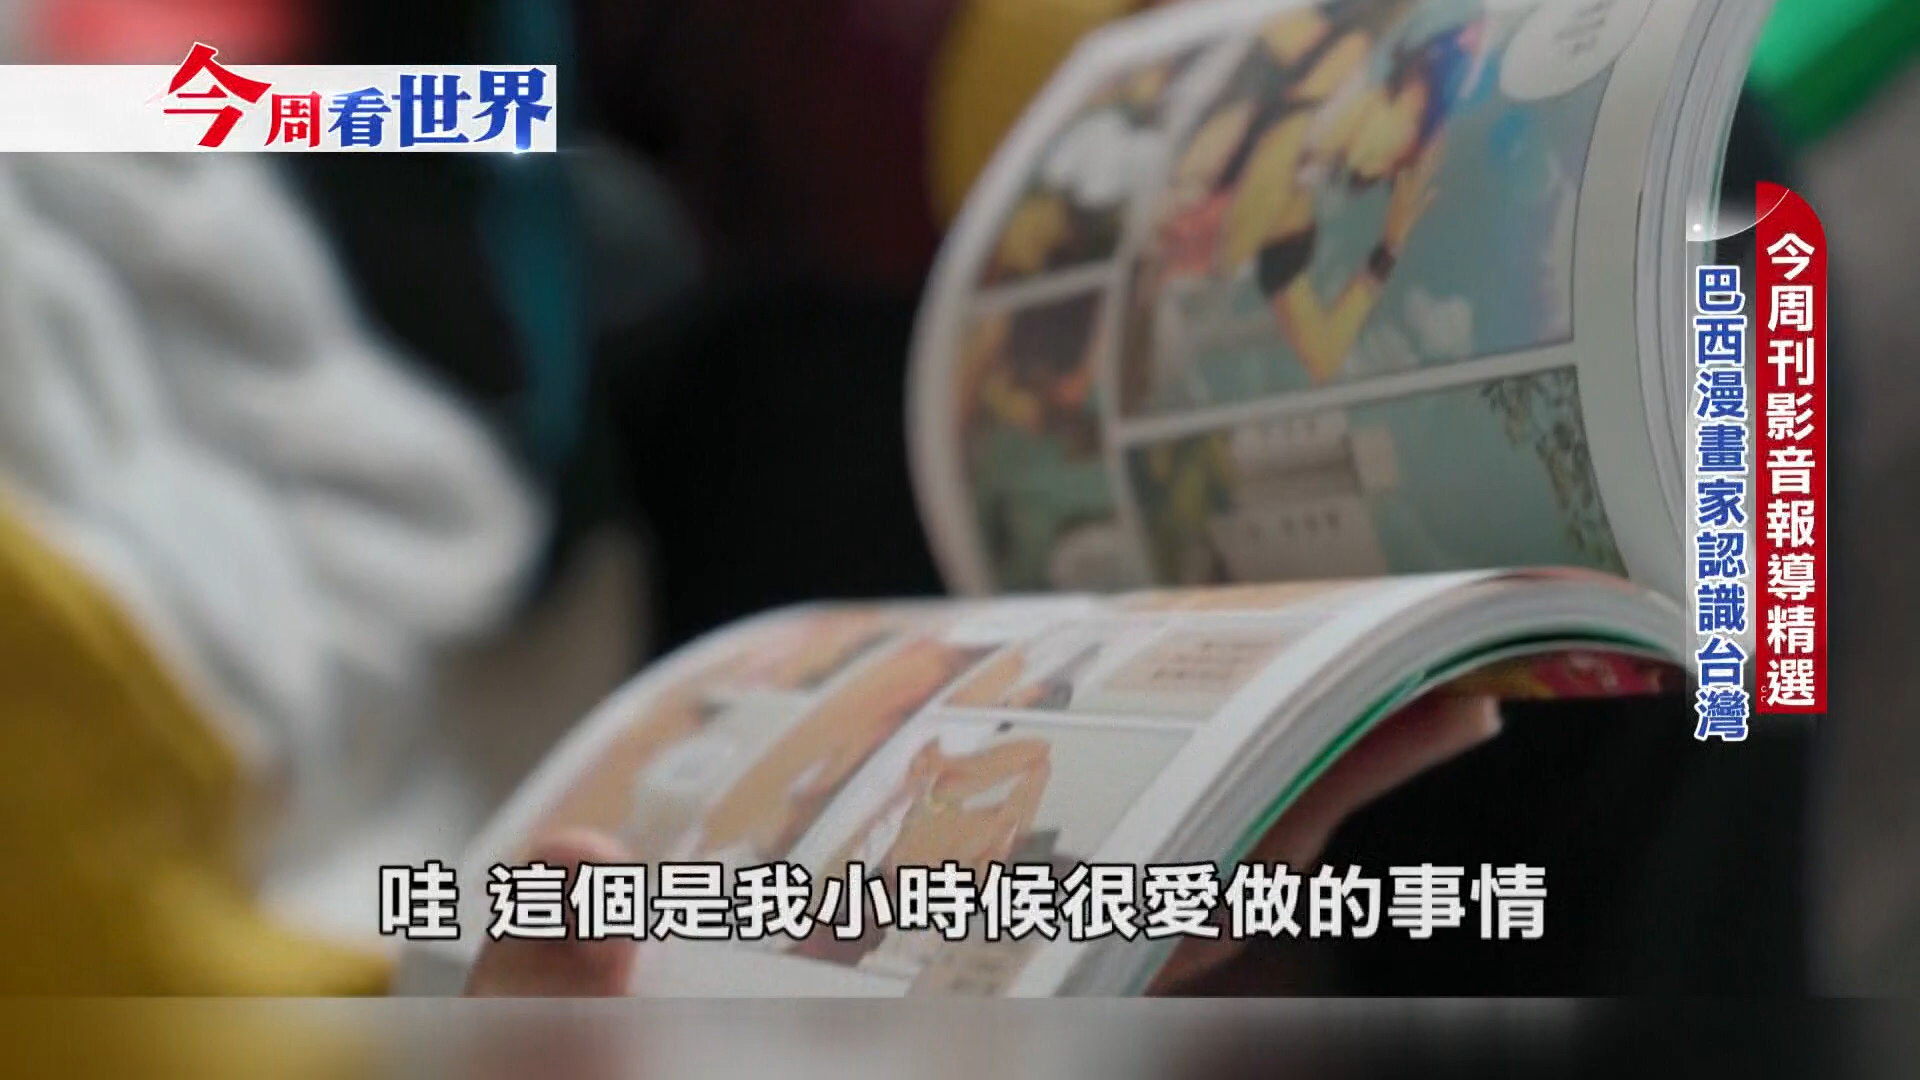 今周看世界
今周刊影音報導精選
巴西漫畫家認識台灣
哇 這個是我小時候很愛做的事情